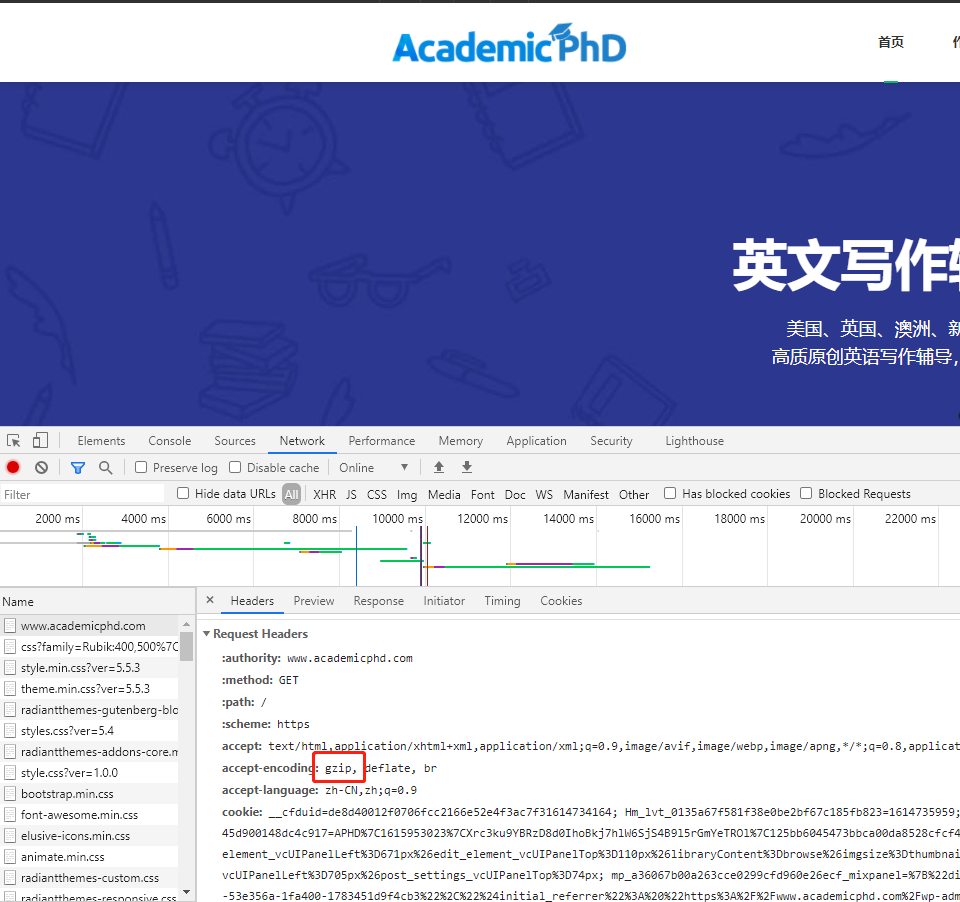 AcademicPhD
首页
英文写作
美国、英国、澳洲、新
高质原创英语写作辅导,
Elements Console Sources Network Performance Memory Application Security Lighthouse
Preserve log Disable cache Online
Filter Hide data URLs All XHR JS CSS Img Media Font Doc WS Manifest Other Has blocked cookies Blocked Requests
2000 ms 4000 ms 6000 ms 8000 ms 10000 ms 12000 ms 14000 ms 16000 ms 18000 ms 20000 ms 22000 ms
Name
www.academicphd.com
css?family=Rubik:400,500%7C
style.min.css?ver=5.5.3
theme.min.css?ver=5.5.3
radiantthemes-gutenberg-blo
styles.css?ver=5.4
radiantthemes-addons-core.m
style.css?ver=1.0.0
bootstrap.min.css
font-awesome.min.css
elusive-icons.min.css
animate.min.css
radiantthemes-custom.css
radiantthemes-responsive.css
× Headers Preview Response Initiator Timing Cookies
Request Headers
:authority: www.academicphd.com
:method: GET
:path: /
:scheme: https
accept: text/html,application/xhtml+xml,application/xml;q=0.9,image/avif,image/webp,image/apng,*/*;q=0.8,applicat
accept-encoding: gzip, deflate, br
accept-language: zh-CN,zh;q=0.9
cookie: __cfduid=de8d40012f0706fcc2166e52e4f3ac7f31614734164; Hm_lvt_0135a67f581f38e0be2bf67c185fb823=1614735959;
45d900148dc4c917=APHD%7C1615953023%7CXrc3ku9YBRzD8d0IhoBkj7hlW6SjS4B9l5rGmYeTROl%7C125bb6045473bbca00da8528cfcf4
element_vcUIPanelLeft%3D671px%26edit_element_vcUIPanelTop%3D110px%26libraryContent%3Dbrowse%26imgsize%3Dthumbnai
vcUIPanelLeft%3D705px%26post_settings_vcUIPanelTop%3D74px; mp_a36067b00a263cce0299cfd960e26ecf_mixpanel=%7B%22di
-53e356a-1fa400-1783451d9f4cb3%22%2C%22%24initial_referrer%22%3A%20%22https%3A%2F%2Fwww.academicphd.com%2Fwp-adm